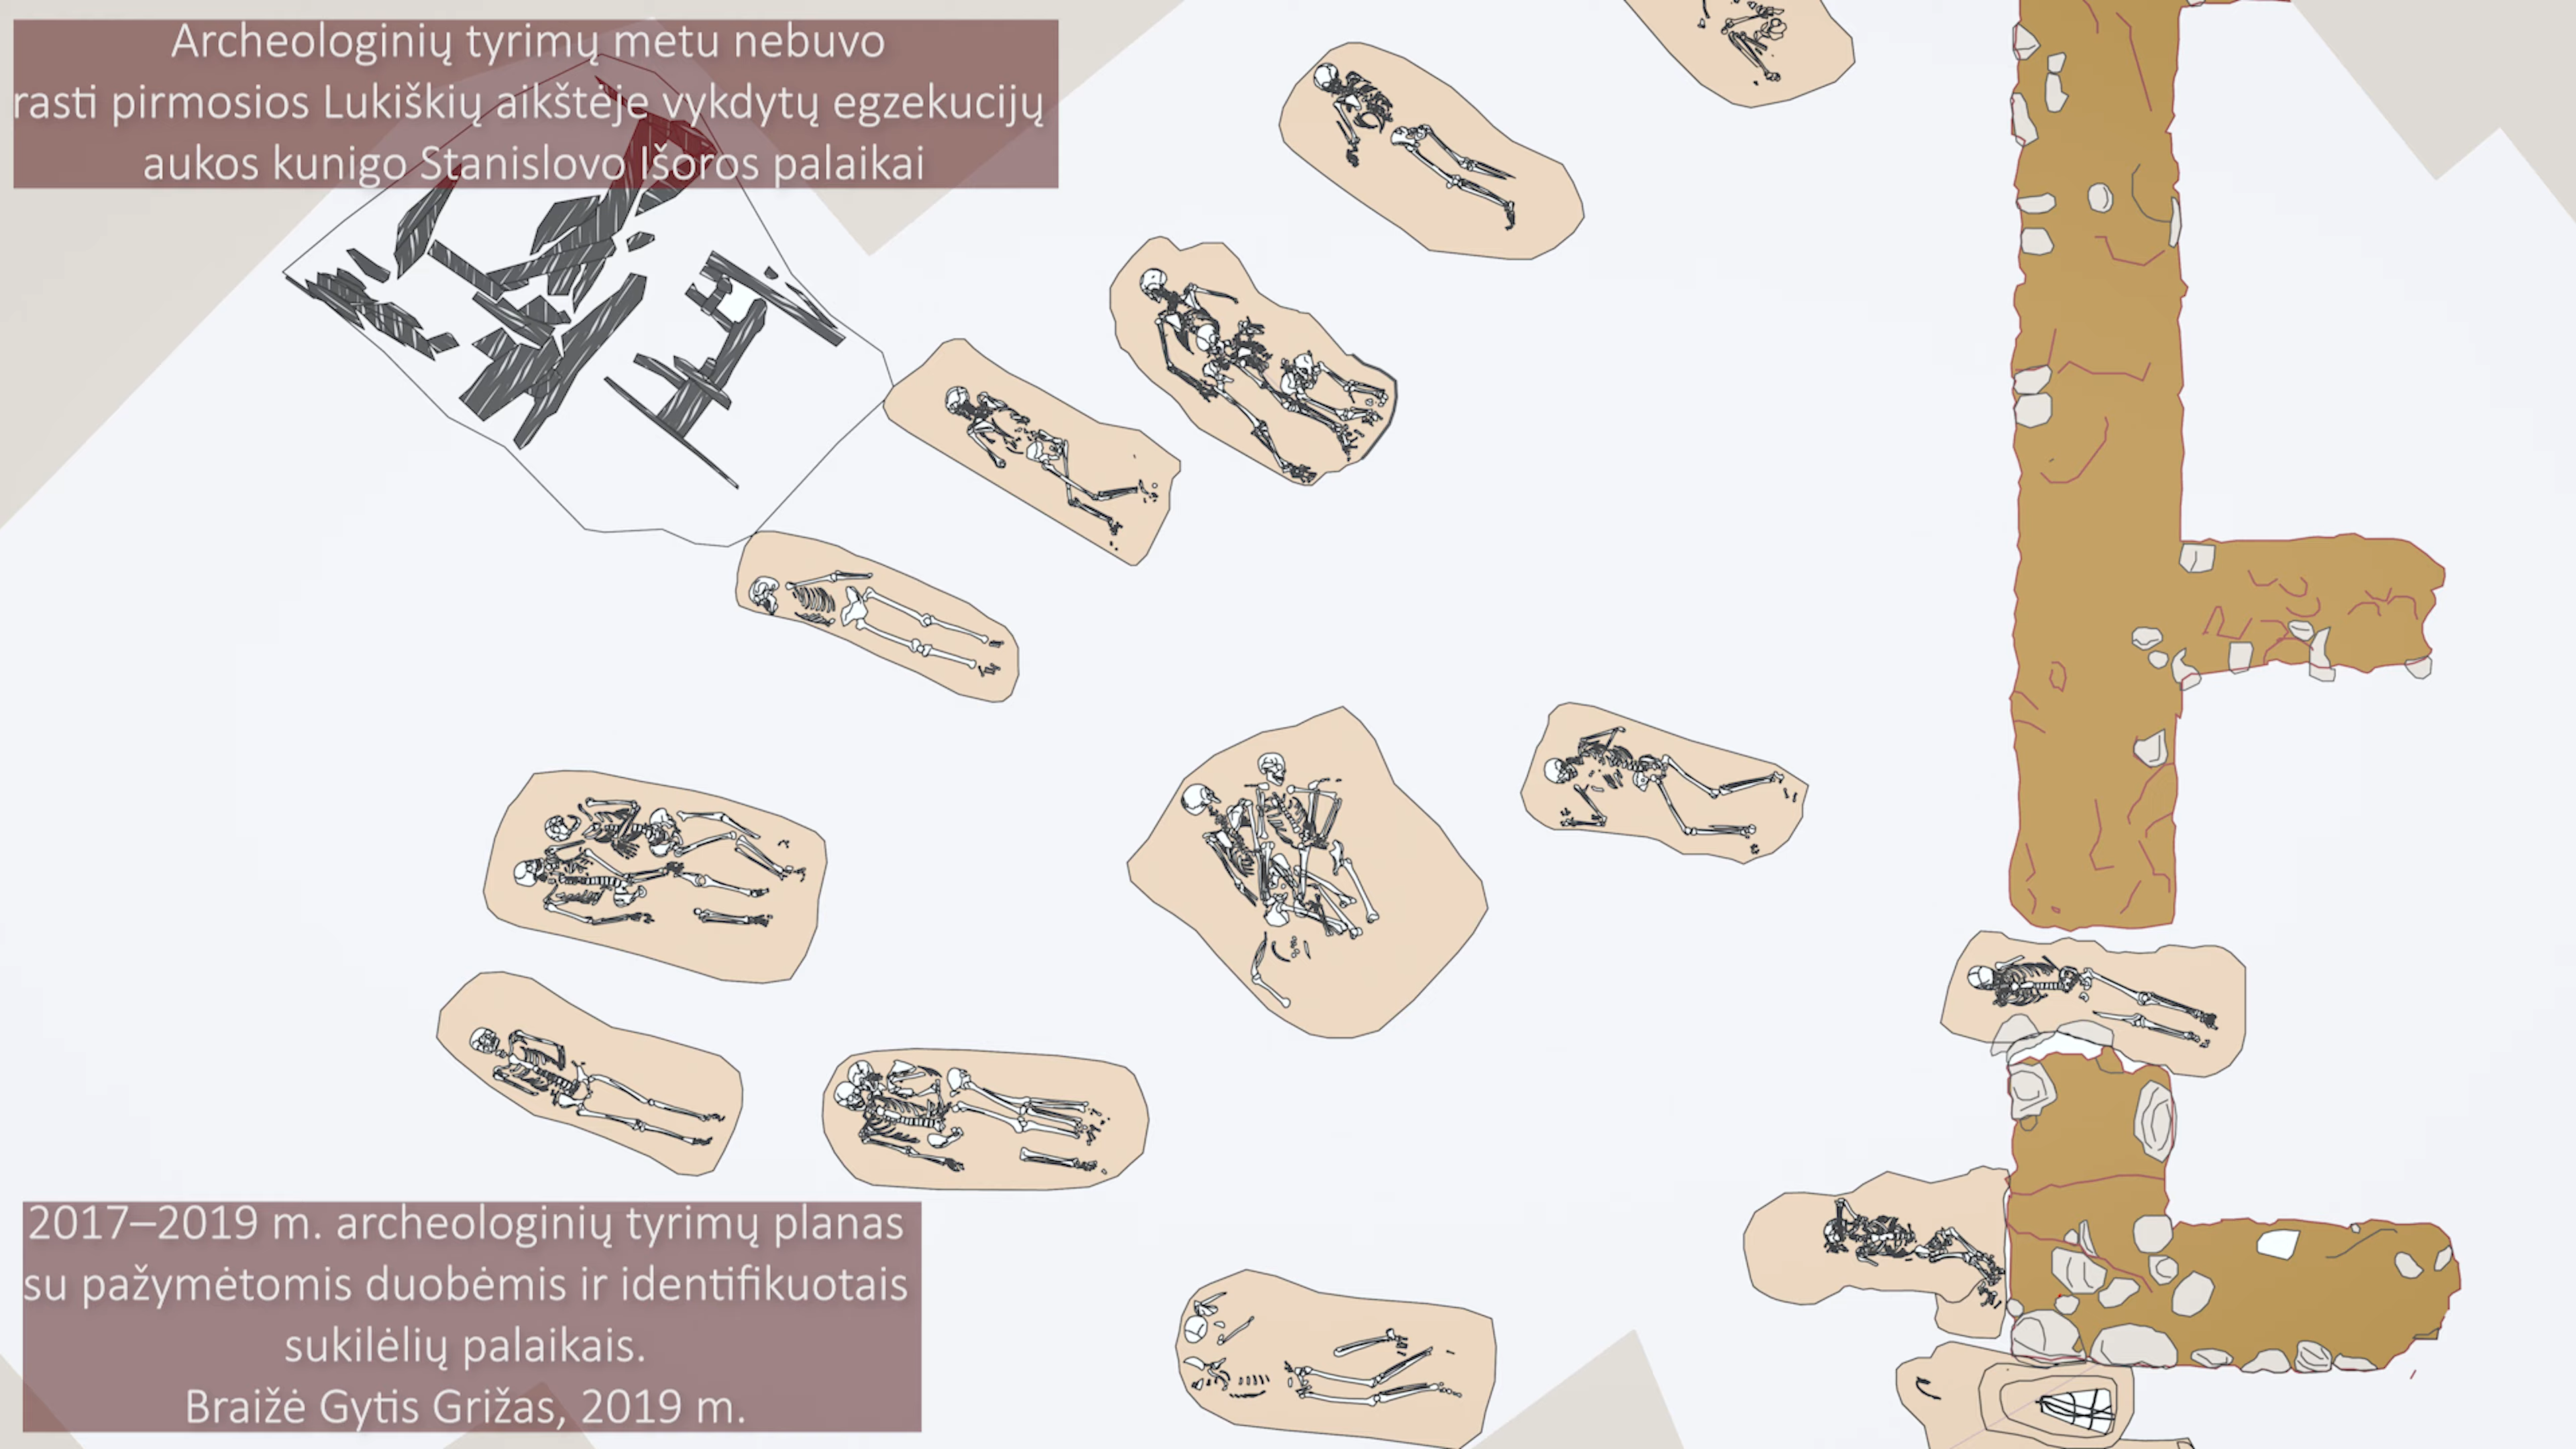 Archeologinių tyrimų metu nebuvo
rasti pirmosios Lukiškių aikštėje vykdytų egzekucijų
aukos kunigo Stanislovo Išoros palaikai
2017–2019 m. archeologinių tyrimų planas
su pažymėtomis duobėmis ir identifikuotais
sukilėlių palaikais.
Braižė Gytis Grižas, 2019 m.